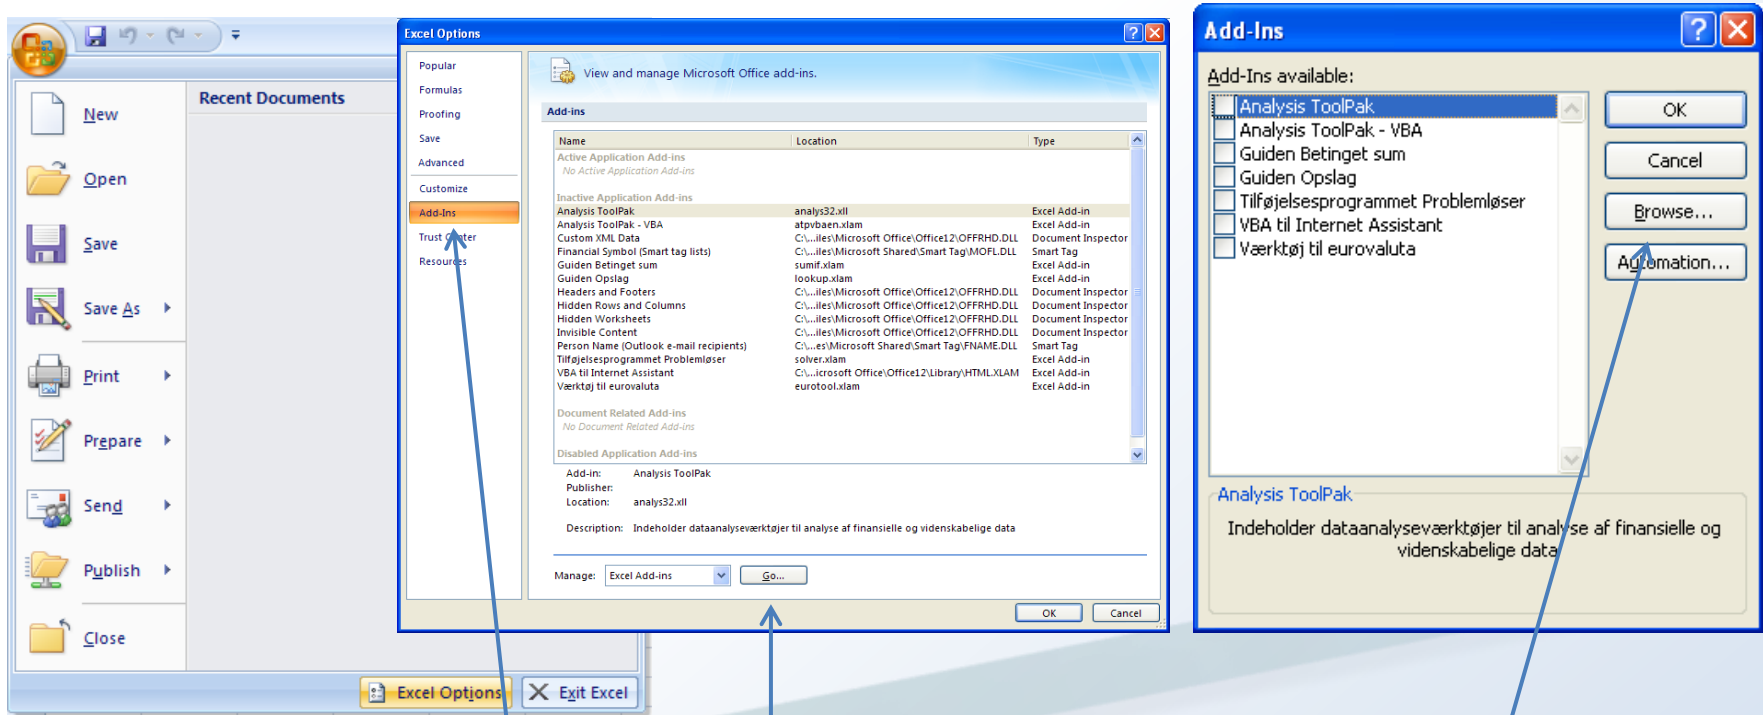 Recent Documents
New
Open
Save
Save As
Print
Prepare
Send
Publish
Close
Excel Options
Exit Excel
Excel Options
Popular
Formulas
Proofing
Save
Advanced
Customize
Add-Ins
Trust Center
Resources
View and manage Microsoft Office add-ins.
Add-ins
Name Location Type
Active Application Add-ins
No Active Application Add-ins
Inactive Application Add-ins
Analysis ToolPak analys32.xll Excel Add-in
Analysis ToolPak - VBA atpvbaen.xlam Excel Add-in
Custom XML Data C:\...iles\Microsoft Office\Office12\OFFRHD.DLL Document Inspector
Financial Symbol (Smart tag lists) C:\...iles\Microsoft Shared\Smart Tag\MOFL.DLL Smart Tag
Guiden Betinget sum sumif.xlam Excel Add-in
Guiden Opslag lookup.xlam Excel Add-in
Headers and Footers C:\...iles\Microsoft Office\Office12\OFFRHD.DLL Document Inspector
Hidden Rows and Columns C:\...iles\Microsoft Office\Office12\OFFRHD.DLL Document Inspector
Hidden Worksheets C:\...iles\Microsoft Office\Office12\OFFRHD.DLL Document Inspector
Invisible Content C:\...iles\Microsoft Office\Office12\OFFRHD.DLL Document Inspector
Person Name (Outlook e-mail recipients) C:\...es\Microsoft Shared\Smart Tag\FNAME.DLL Smart Tag
Tilføjelsesprogrammet Problemløser solver.xlam Excel Add-in
VBA til Internet Assistant C:\...icrosoft Office\Office12\Library\HTML.XLAM Excel Add-in
Værktøj til eurovaluta eurotool.xlam Excel Add-in
Document Related Add-ins
No Document Related Add-ins
Disabled Application Add-ins
Add-in: Analysis ToolPak
Publisher:
Location: analys32.xll
Description: Indeholder dataanalyseværktøjer til analyse af finansielle og videnskabelige data
Manage: Excel Add-ins Go...
OK Cancel
Add-Ins
Add-Ins available:
Analysis ToolPak
Analysis ToolPak - VBA
Guiden Betinget sum
Guiden Opslag
Tilføjelsesprogrammet Problemløser
VBA til Internet Assistant
Værktøj til eurovaluta
OK
Cancel
Browse...
Automation...
Analysis ToolPak
Indeholder dataanalyseværktøjer til analyse af finansielle og
videnskabelige data